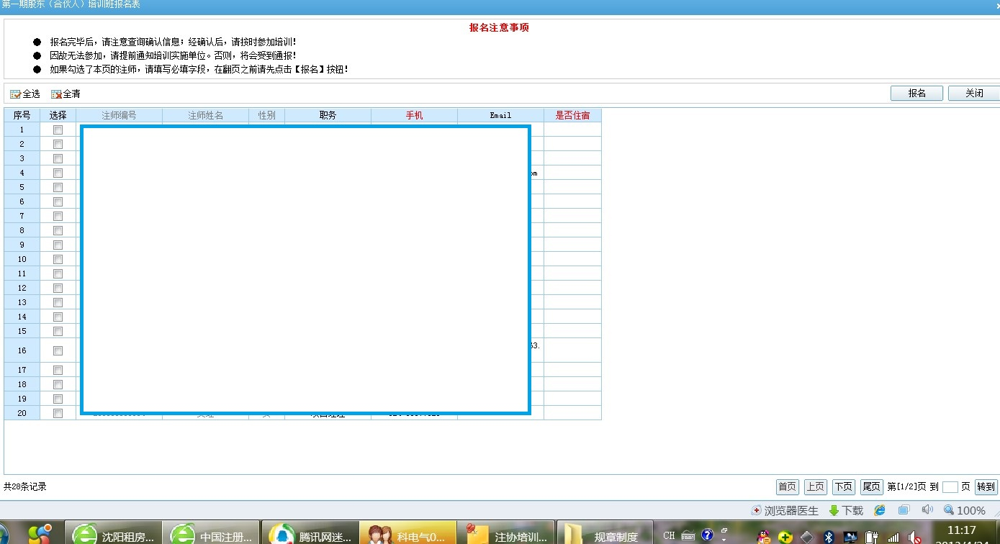 第一期股东（合伙人）培训班报名表
报名注意事项
● 报名完毕后，请注意查询确认信息；经确认后，请按时参加培训！
● 因故无法参加，请提前通知培训实施单位。否则，将会受到通报！
● 如果勾选了本页的注师，请填写必填字段，在翻页之前请先点击【报名】按钮！
全选 全清 报名 关闭
序号 选择 注师编号 注师姓名 性别 职务 手机 Email 是否住宿
1
2
3
4 om
5
6
7
8
9
10
11
12
13
14
15
16 63.
17
18
19
20
共28条记录 首页 上页 下页 尾页 第[1/2]页 到 页 转到
浏览器医生 下载 100%
沈阳租房... 中国注册... 腾讯网迷... 科电气0... 注协培训... 规章制度 CH 11:17